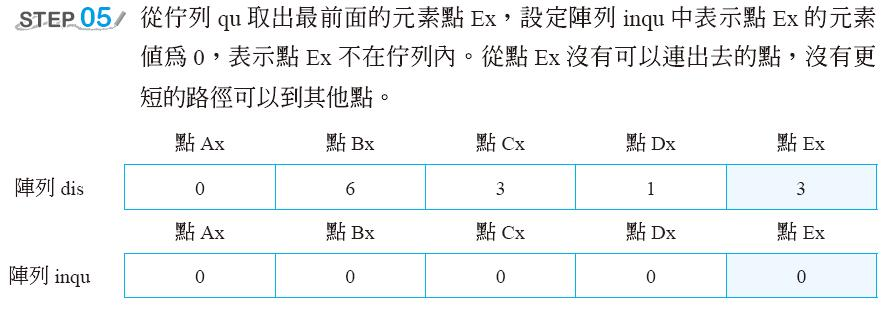 STEP 05 從佇列 qu 取出最前面的元素點 Ex，設定陣列 inqu 中表示點 Ex 的元素
值為 0，表示點 Ex 不在佇列內。從點 Ex 沒有可以連出去的點，沒有更
短的路徑可以到其他點。
點 Ax 點 Bx 點 Cx 點 Dx 點 Ex
陣列 dis 0 6 3 1 3
點 Ax 點 Bx 點 Cx 點 Dx 點 Ex
陣列 inqu 0 0 0 0 0